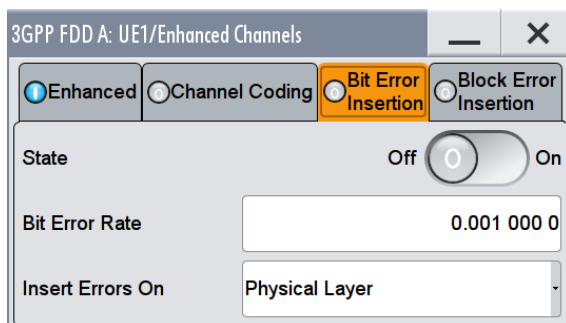 3GPP FDD A: UE1/Enhanced Channels
Enhanced
Channel Coding
Bit Error
Insertion
Block Error
Insertion
State Off 0 On
Bit Error Rate 0.001 000 0
Insert Errors On Physical Layer